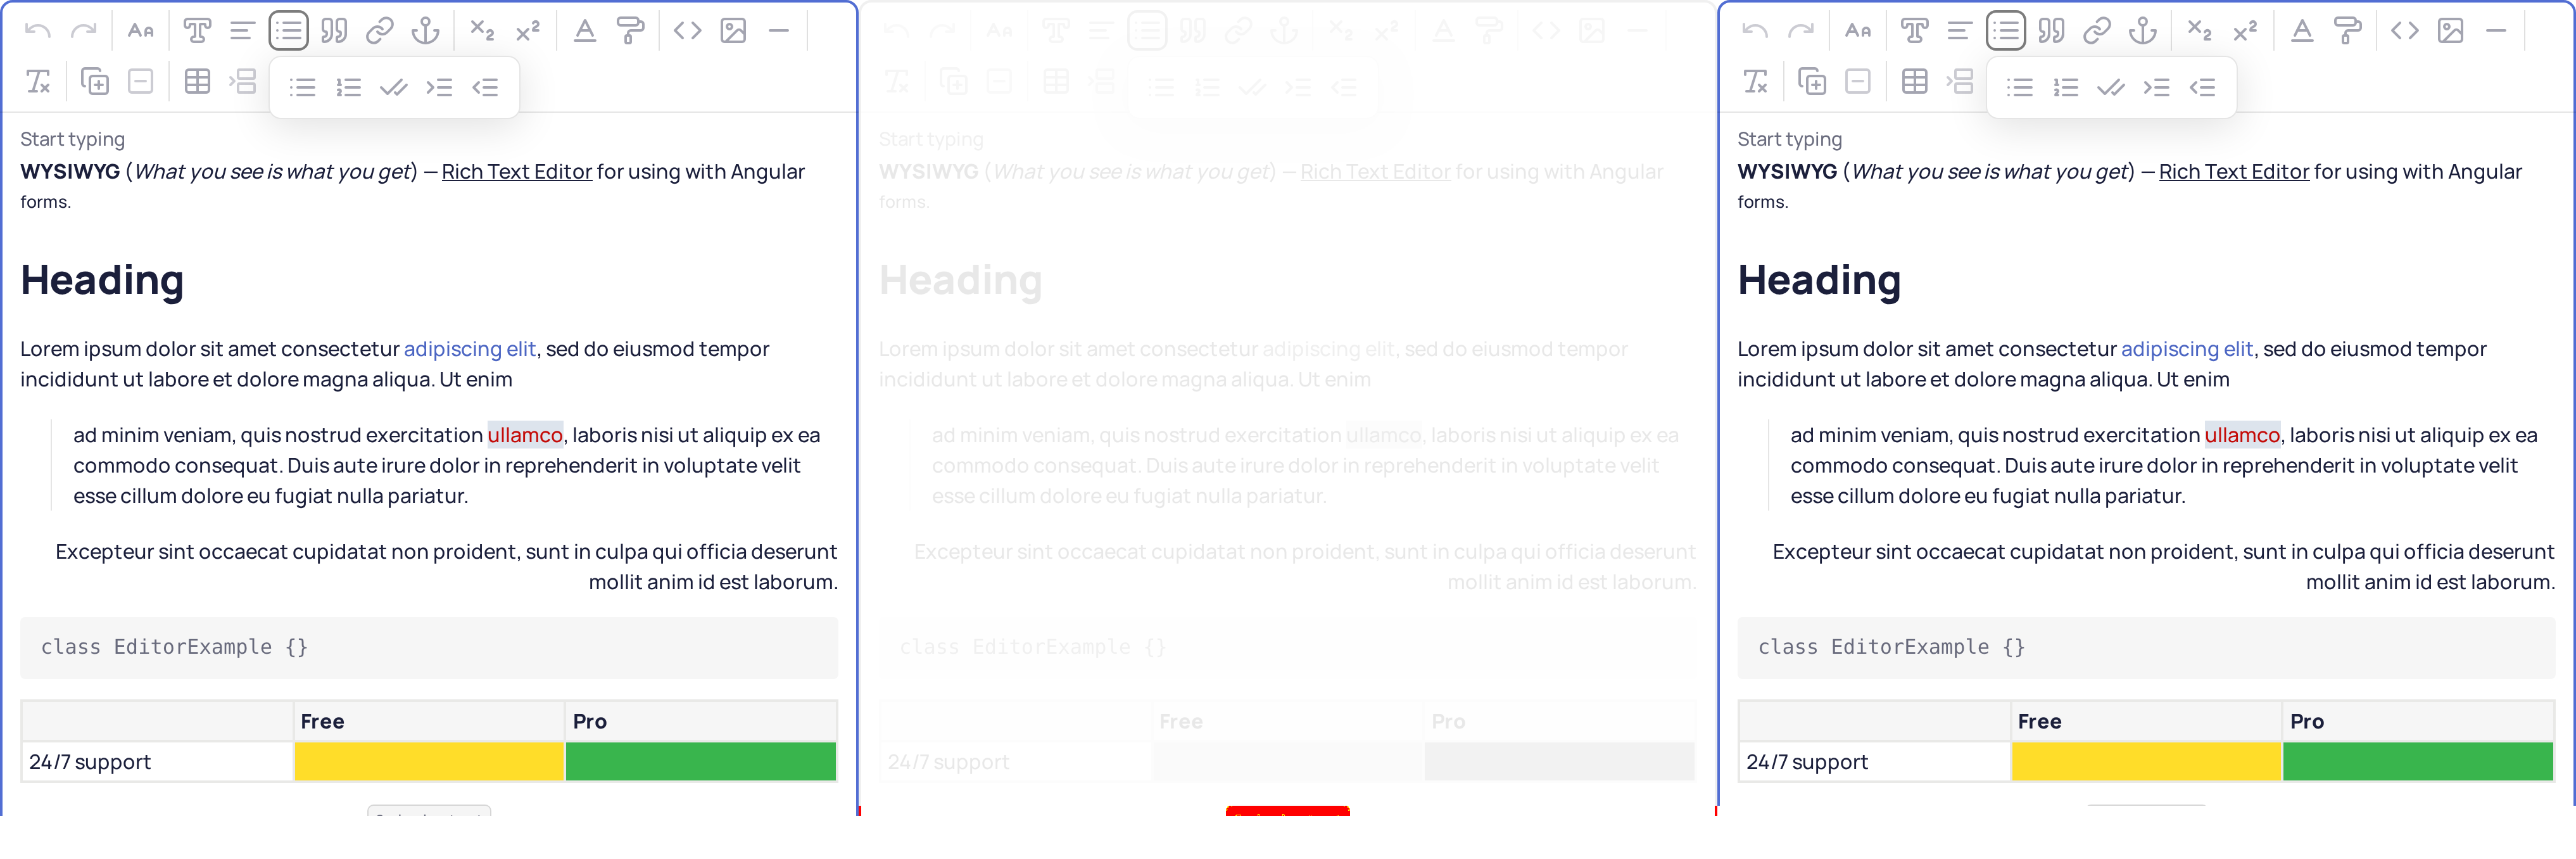 Start typing
WYSIWYG (What you see is what you get) — Rich Text Editor for using with Angular
forms.
Heading
Lorem ipsum dolor sit amet consectetur adipiscing elit, sed do eiusmod tempor
incididunt ut labore et dolore magna aliqua. Ut enim
ad minim veniam, quis nostrud exercitation ullamco, laboris nisi ut aliquip ex ea
commodo consequat. Duis aute irure dolor in reprehenderit in voluptate velit
esse cillum dolore eu fugiat nulla pariatur.
Excepteur sint occaecat cupidatat non proident, sunt in culpa qui officia deserunt
mollit anim id est laborum.
class EditorExample {}
Free Pro
24/7 support
Start typing
WYSIWYG (What you see is what you get) — Rich Text Editor for using with Angular
forms.
Heading
Lorem ipsum dolor sit amet consectetur adipiscing elit, sed do eiusmod tempor
incididunt ut labore et dolore magna aliqua. Ut enim
ad minim veniam, quis nostrud exercitation ullamco, laboris nisi ut aliquip ex ea
commodo consequat. Duis aute irure dolor in reprehenderit in voluptate velit
esse cillum dolore eu fugiat nulla pariatur.
Excepteur sint occaecat cupidatat non proident, sunt in culpa qui officia deserunt
mollit anim id est laborum.
class EditorExample {}
Free Pro
24/7 support
Start typing
WYSIWYG (What you see is what you get) — Rich Text Editor for using with Angular
forms.
Heading
Lorem ipsum dolor sit amet consectetur adipiscing elit, sed do eiusmod tempor
incididunt ut labore et dolore magna aliqua. Ut enim
ad minim veniam, quis nostrud exercitation ullamco, laboris nisi ut aliquip ex ea
commodo consequat. Duis aute irure dolor in reprehenderit in voluptate velit
esse cillum dolore eu fugiat nulla pariatur.
Excepteur sint occaecat cupidatat non proident, sunt in culpa qui officia deserunt
mollit anim id est laborum.
class EditorExample {}
Free Pro
24/7 support